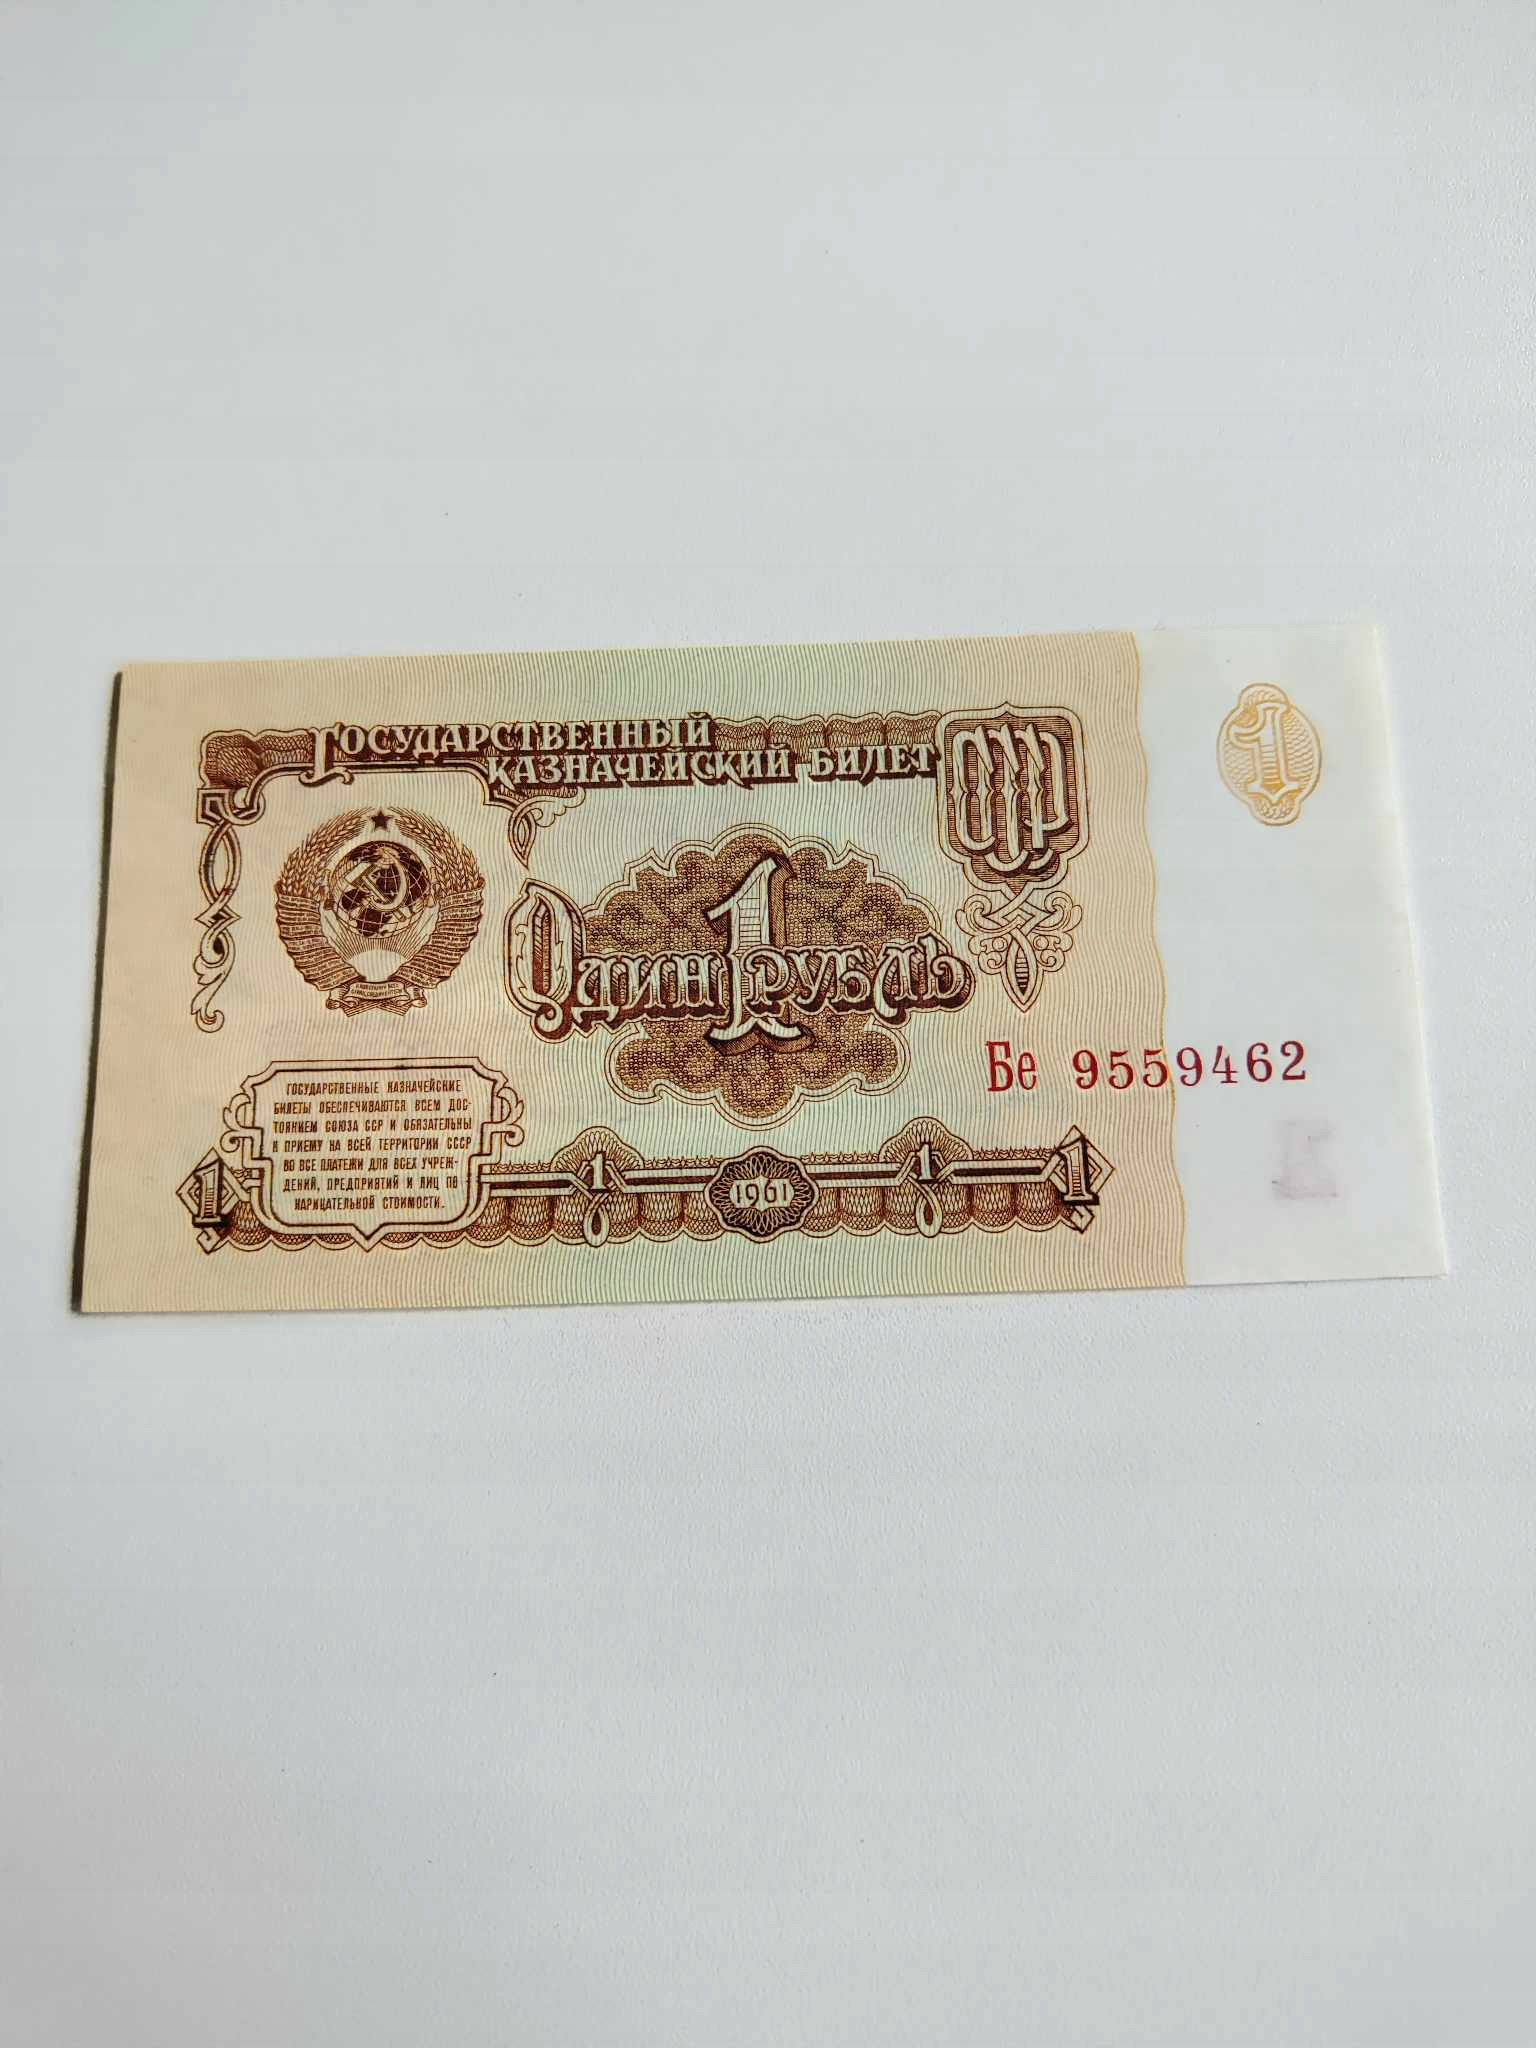 ГОСУДАРСТВЕННЫЙ
КАЗНАЧЕЙСКИЙ БИЛЕТ
СССР
1
1
ОДИН РУБЛЬ
Бе 9559462
ГОСУДАРСТВЕННЫЕ КАЗНАЧЕЙСКИЕ
БИЛЕТЫ ОБЕСПЕЧИВАЮТСЯ ВСЕМ ДОС-
ТОЯНИЕМ СОЮЗА ССР И ОБЯЗАТЕЛЬНЫ
К ПРИЕМУ НА ВСЕЙ ТЕРРИТОРИИ СССР
ВО ВСЕ ПЛАТЕЖИ ДЛЯ ВСЕХ УЧРЕЖ-
ДЕНИЙ, ПРЕДПРИЯТИЙ И ЛИЦ ПО
НАРИЦАТЕЛЬНОЙ СТОИМОСТИ.
1
1
1961
1
1